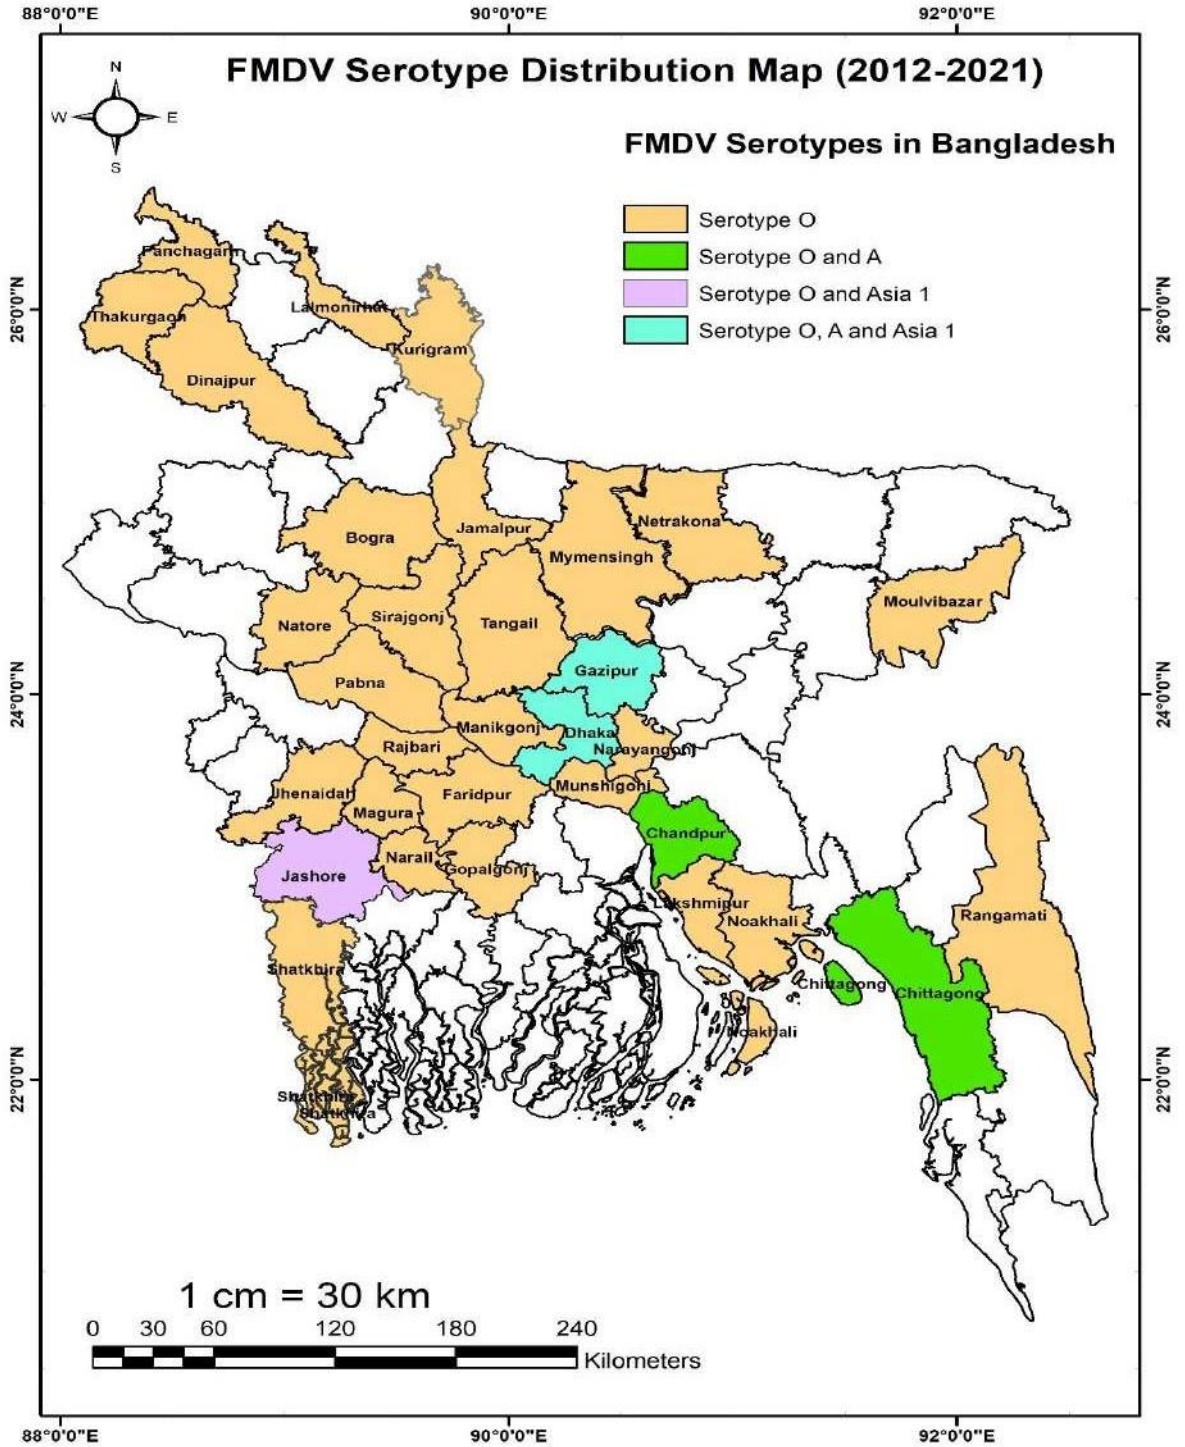 88°0'0"E 90°0'0"E 92°0'0"E
FMDV Serotype Distribution Map (2012-2021)
N
W E
S
FMDV Serotypes in Bangladesh
Serotype O
Serotype O and A
Serotype O and Asia 1
Serotype O, A and Asia 1
26°0'0"N 26°0'0"N
24°0'0"N 24°0'0"N
22°0'0"N 22°0'0"N
Panchagarh
Lalmonirhat
Thakurgaon
Kurigram
Dinajpur
Netrakona
Jamalpur
Bogra
Mymensingh
Moulvibazar
Sirajgonj
Natore
Tangail
Gazipur
Pabna
Manikgonj
Dhaka
Rajbari
Narayangonj
Munshigonj
Jhenaidah
Faridpur
Magura
Chandpur
Narail
Gopalgonj
Jashore
Lakshmipur
Noakhali
Rangamati
Shatkhira
Chittagong
Chittagong
Noakhali
Shatkhira
Shatkhira
1 cm = 30 km
0 30 60 120 180 240
Kilometers
88°0'0"E 90°0'0"E 92°0'0"E